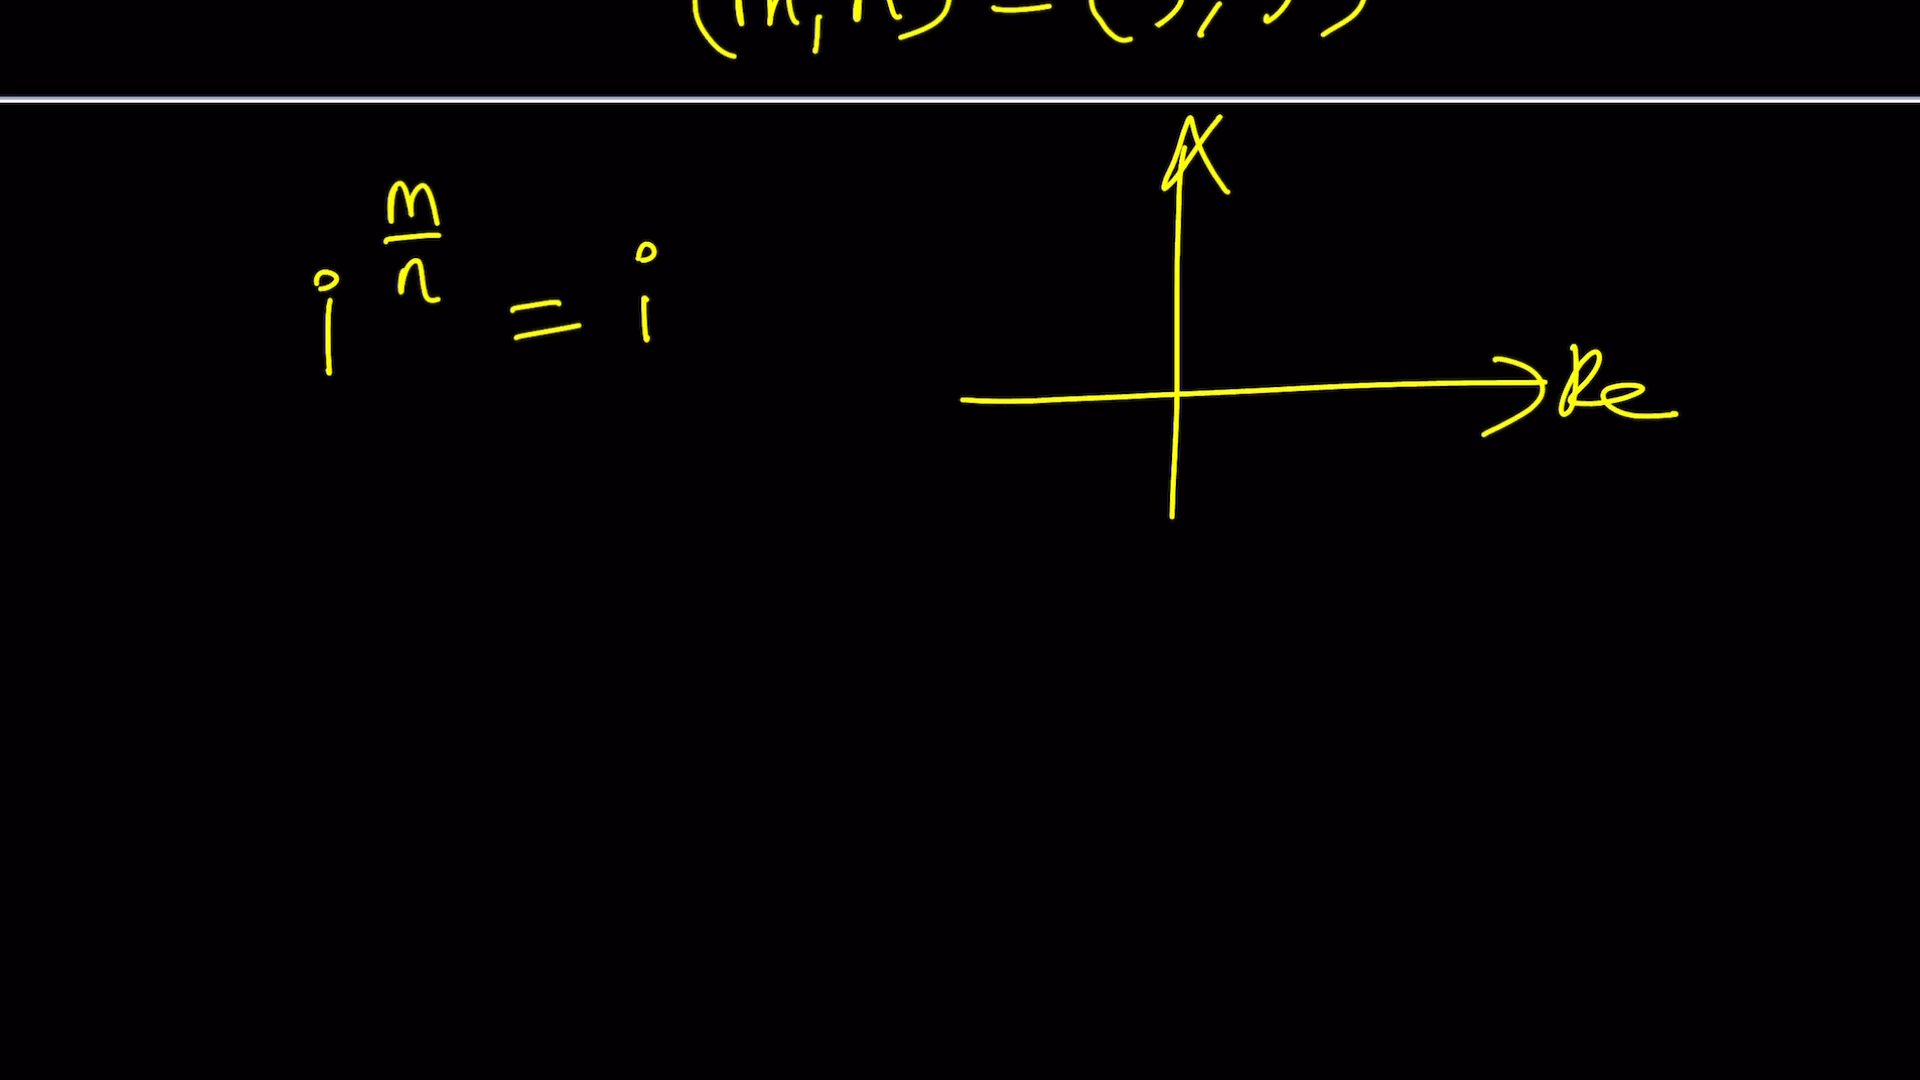 (m, n) = (
i^(m/n) = i
Re